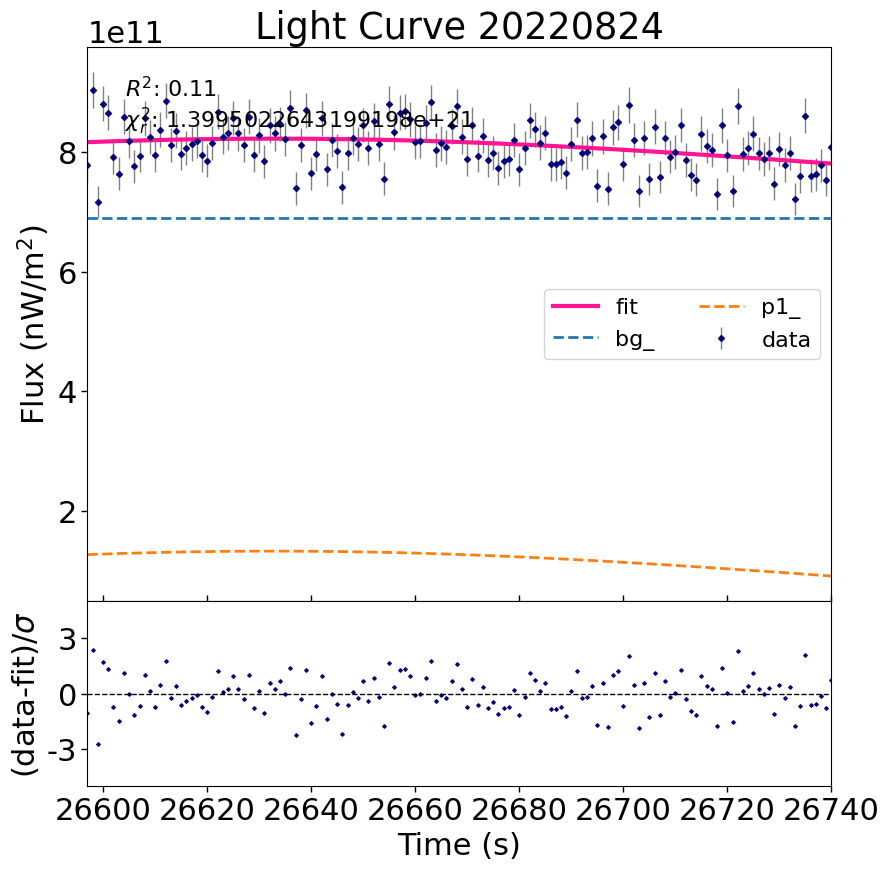 Light Curve 20220824
1e11
R²: 0.11
χ²ᵣ: 1.3995022643199198e+21
8
6
4
2
Flux (nW/m²)
fit
bg_
p1_
data
3
0
-3
(data-fit)/σ
26600 26620 26640 26660 26680 26700 26720 26740
Time (s)